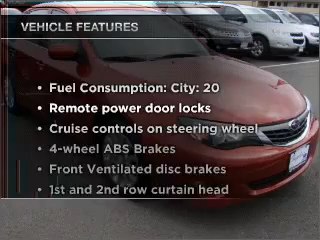 VEHICLE FEATURES
• Fuel Consumption: City: 20
• Remote power door locks
• Cruise controls on steering wheel
• 4-wheel ABS Brakes
• Front Ventilated disc brakes
• 1st and 2nd row curtain head